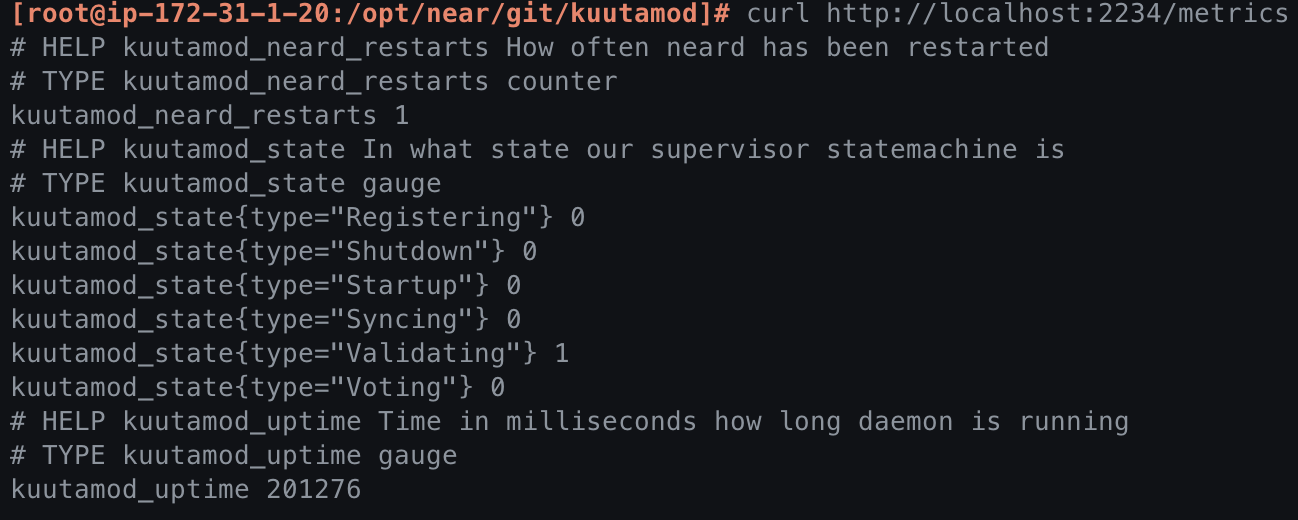 [root@ip-172-31-1-20:/opt/near/git/kuutamod]# curl http://localhost:2234/metrics
# HELP kuutamod_neard_restarts How often neard has been restarted
# TYPE kuutamod_neard_restarts counter
kuutamod_neard_restarts 1
# HELP kuutamod_state In what state our supervisor statemachine is
# TYPE kuutamod_state gauge
kuutamod_state{type="Registering"} 0
kuutamod_state{type="Shutdown"} 0
kuutamod_state{type="Startup"} 0
kuutamod_state{type="Syncing"} 0
kuutamod_state{type="Validating"} 1
kuutamod_state{type="Voting"} 0
# HELP kuutamod_uptime Time in milliseconds how long daemon is running
# TYPE kuutamod_uptime gauge
kuutamod_uptime 201276